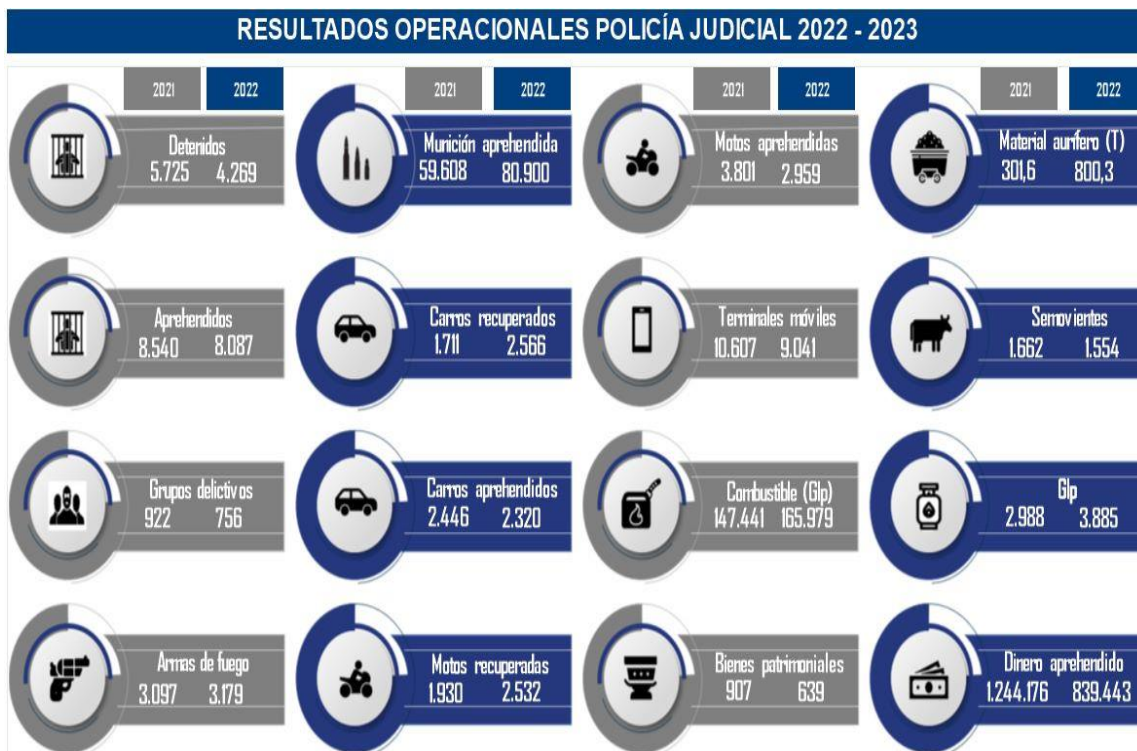 RESULTADOS OPERACIONALES POLICÍA JUDICIAL 2022 - 2023
2021 2022
Detenidos
5.725 4.269
Aprehendidos
8.540 8.087
Grupos delictivos
922 756
Armas de fuego
3.097 3.179
2021 2022
Munición aprehendida
59.608 80.900
Carros recuperados
1.711 2.566
Carros aprehendidos
2.446 2.320
Motos recuperadas
1.930 2.532
2021 2022
Motos aprehendidas
3.801 2.959
Terminales móviles
10.607 9.041
Combustible (Glp)
147.441 165.979
Bienes patrimoniales
907 639
2021 2022
Material aurífero (T)
301,6 800,3
Semovientes
1.662 1.554
Glp
2.988 3.885
Dinero aprehendido
1.244.176 839.443